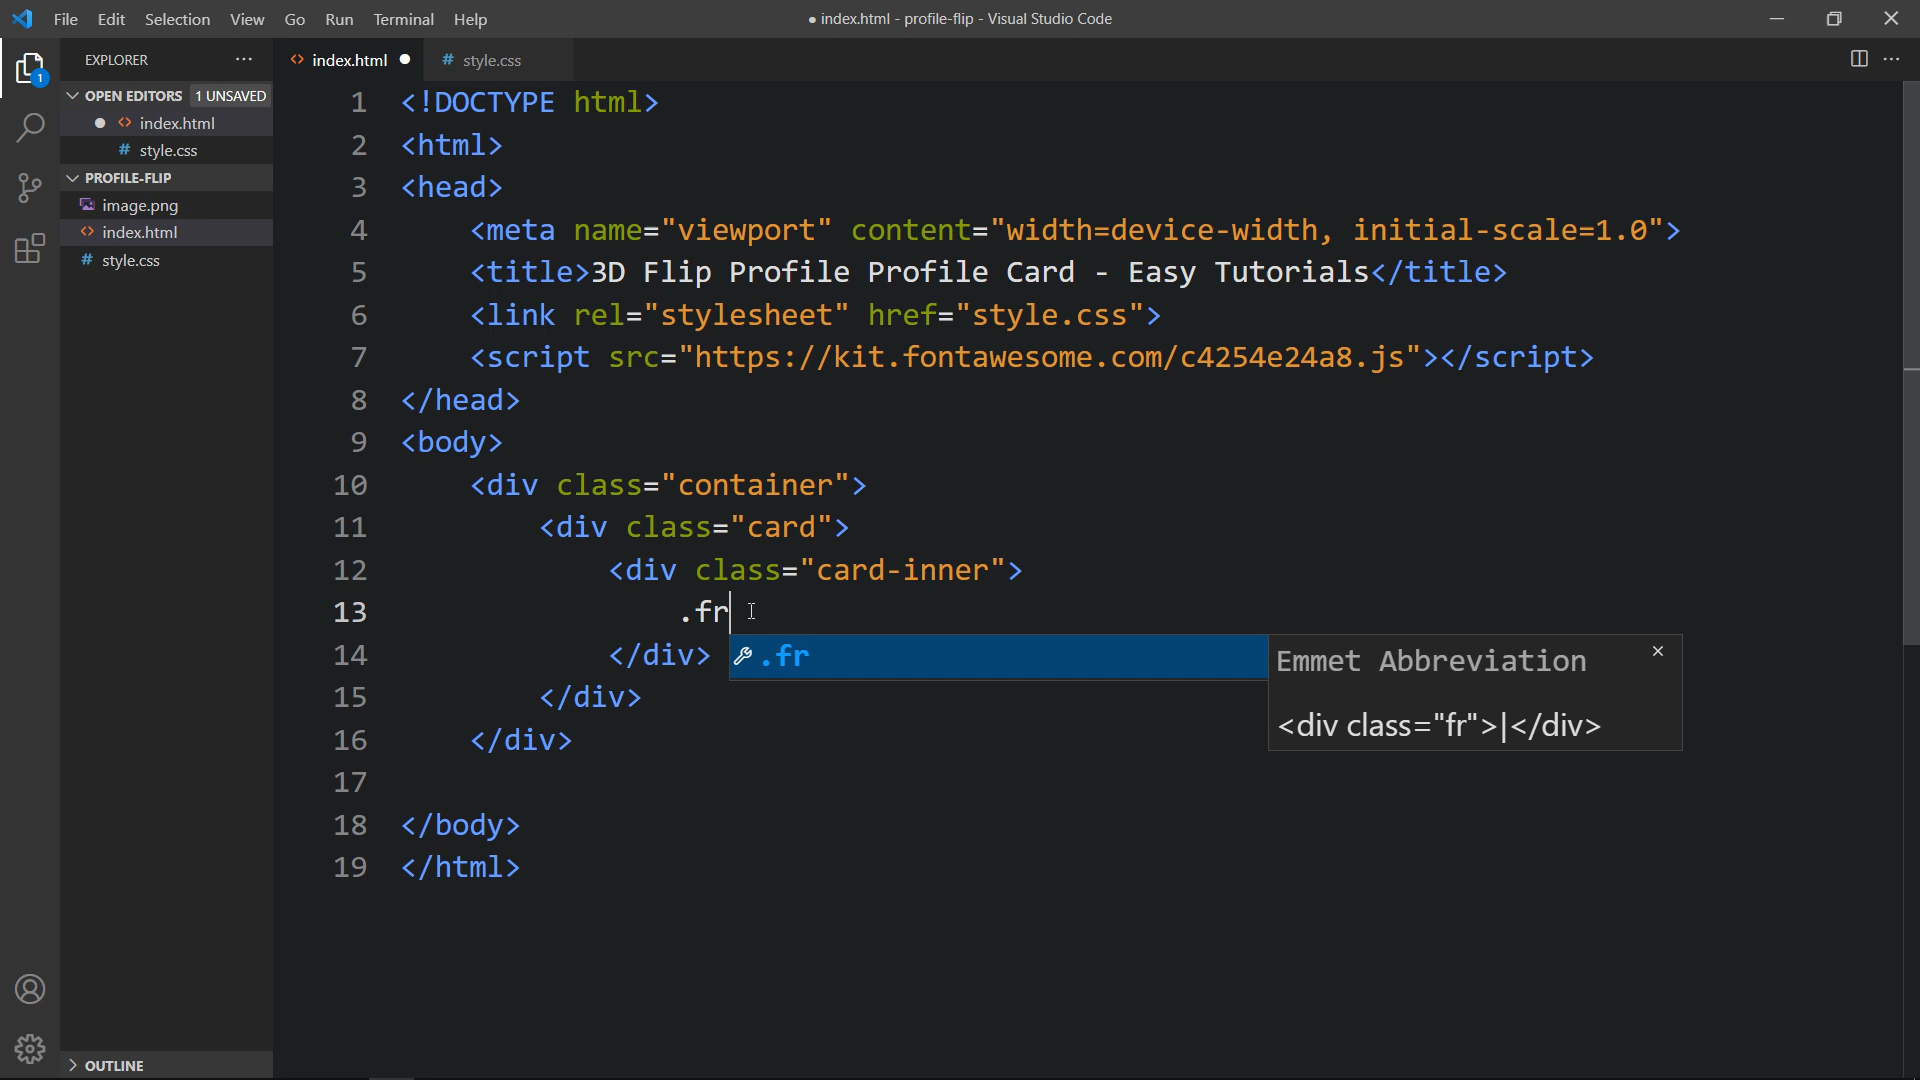 File Edit Selection View Go Run Terminal Help
● index.html - profile-flip - Visual Studio Code
EXPLORER
index.html
style.css
1
OPEN EDITORS 1 UNSAVED
index.html
style.css
PROFILE-FLIP
image.png
index.html
style.css
OUTLINE
1 <!DOCTYPE html>
2 <html>
3 <head>
4 <meta name="viewport" content="width=device-width, initial-scale=1.0">
5 <title>3D Flip Profile Profile Card - Easy Tutorials</title>
6 <link rel="stylesheet" href="style.css">
7 <script src="https://kit.fontawesome.com/c4254e24a8.js"></script>
8 </head>
9 <body>
10 <div class="container">
11 <div class="card">
12 <div class="card-inner">
13 .fr
14 </div>
.fr
Emmet Abbreviation
<div class="fr">|</div>
15 </div>
16 </div>
17
18 </body>
19 </html>